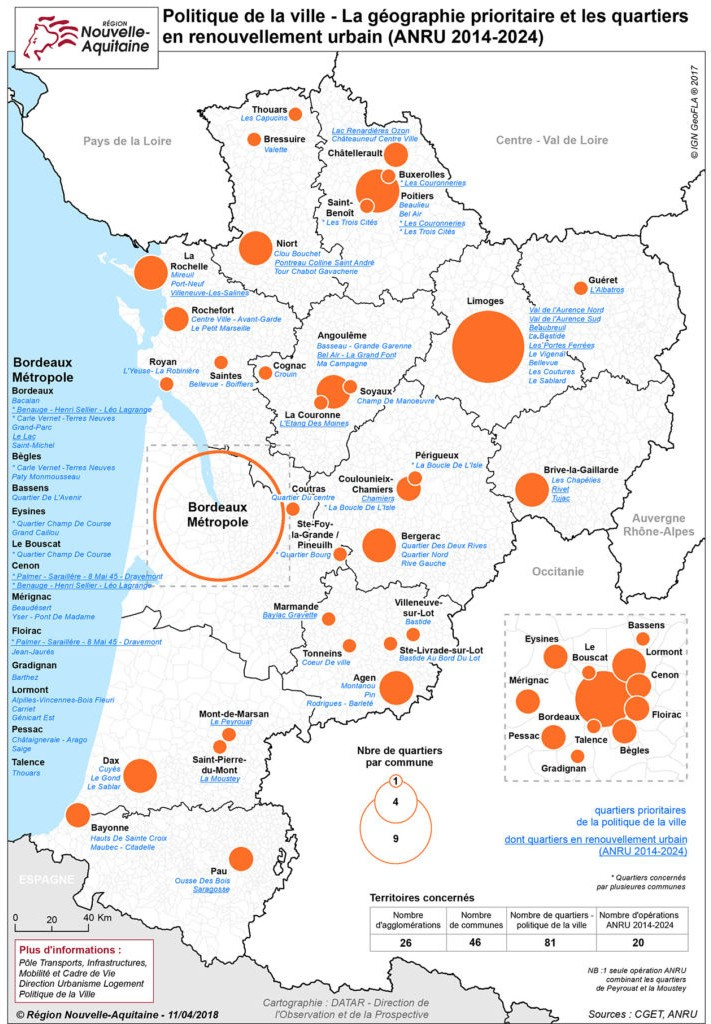 RÉGION
Nouvelle-
Aquitaine
Politique de la ville - La géographie prioritaire et les quartiers
en renouvellement urbain (ANRU 2014-2024)
© IGN GeoFLA ® 2017
Pays de la Loire
Centre - Val de Loire
Thouars
Les Capucins
Bressuire
Valette
Lac Renardières Ozon
Châteauneuf Centre Ville
Châtellerault
Buxerolles
* Les Couronneries
Poitiers
Beaulieu
Bel Air
* Les Couronneries
* Les Trois Cités
Saint-
Benoît
* Les Trois Cités
Niort
Clou Bouchet
Pontreau Colline Saint André
Tour Chabot Gavacherie
La
Rochelle
Mireuil
Port-Neuf
Villeneuve-Les-Salines
Rochefort
Centre Ville - Avant-Garde
Le Petit Marseille
Royan
L'Yeuse- La Robinière
Saintes
Bellevue - Boiffiers
Cognac
Crouin
Angoulême
Basseau - Grande Garenne
Bel Air - La Grand Font
Ma Campagne
Soyaux
Champ De Manoeuvre
La Couronne
L'Etang Des Moines
Limoges
Val de l'Aurence Nord
Val de l'Aurence Sud
Beaubreuil
La Bastide
Les Portes Ferrées
Le Vigenal
Bellevue
Les Coutures
Le Sablard
Guéret
L'Albatros
Bordeaux
Métropole
Bordeaux
Bacalan
* Benauge - Henri Sellier - Léo Lagrange
* Carle Vernet -Terres Neuves
Grand-Parc
Le Lac
Saint-Michel
Bègles
* Carle Vernet -Terres Neuves
Paty Monmousseau
Bassens
Quartier De L'Avenir
Eysines
* Quartier Champ De Course
Grand Caillou
Le Bouscat
* Quartier Champ De Course
Cenon
* Palmer - Saraillère - 8 Mai 45 - Dravemont
* Benauge - Henri Sellier - Léo Lagrange
Mérignac
Beaudésert
Yser - Pont De Madame
Floirac
* Palmer - Saraillère - 8 Mai 45 - Dravemont
Jean-Jaurès
Gradignan
Barthez
Lormont
Alpilles-Vincennes-Bois Fleuri
Carriet
Génicart Est
Pessac
Châtaigneraie - Arago
Saige
Talence
Thouars
Bordeaux
Métropole
Coutras
Quartier Du centre
Ste-Foy-
la-Grande /
Pineuilh
* Quartier Bourg
Périgueux
* La Boucle De L'Isle
Coulounieix-
Chamiers
Chamiers
* La Boucle De L'Isle
Bergerac
Quartier Des Deux Rives
Quartier Nord
Rive Gauche
Brive-la-Gaillarde
Les Chapélies
Rivet
Tujac
Auvergne
Rhône-Alpes
Occitanie
Marmande
Baylac Gravette
Tonneins
Coeur De ville
Villeneuve-
sur-Lot
Bastide
Ste-Livrade-sur-Lot
Bastide Au Bord Du Lot
Agen
Montanou
Pin
Rodrigues - Barleté
Mont-de-Marsan
Le Peyrouat
Saint-Pierre-
du-Mont
La Moustey
Dax
Cuyès
Le Gond
Le Sablar
Bayonne
Hauts De Sainte Croix
Maubec - Citadelle
Pau
Ousse Des Bois
Saragosse
ESPAGNE
Bassens
Eysines
Le
Bouscat
Lormont
Cenon
Mérignac
Bordeaux
Floirac
Pessac
Talence
Bègles
Gradignan
Nbre de quartiers
par commune
1
4
9
quartiers prioritaires
de la politique de la ville
dont quartiers en renouvellement urbain
(ANRU 2014-2024)
* Quartiers concernés
par plusieures communes
0 20 40 Km
Territoires concernés
Nombre d'agglomérations
Nombre de communes
Nombre de quartiers - politique de la ville
Nombre d'opérations ANRU 2014-2024
26 46 81 20
NB :1 seule opération ANRU
combinant les quartiers
de Peyrouat et la Moustey
Plus d'informations :
Pôle Transports, Infrastructures,
Mobilité et Cadre de Vie
Direction Urbanisme Logement
Politique de la Ville
© Région Nouvelle-Aquitaine - 11/04/2018
Cartographie : DATAR - Direction de
l'Observation et de la Prospective
Sources : CGET, ANRU